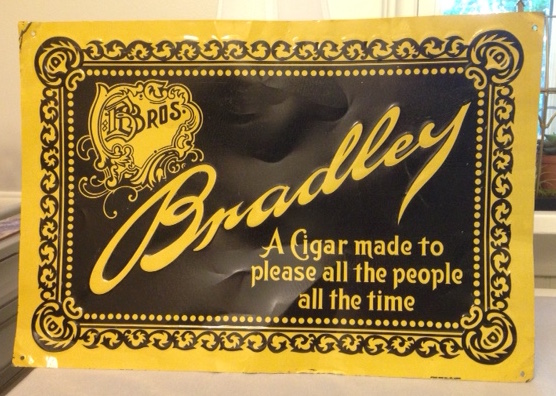 Bros.
Bradley
A Cigar made to
please all the people
all the time